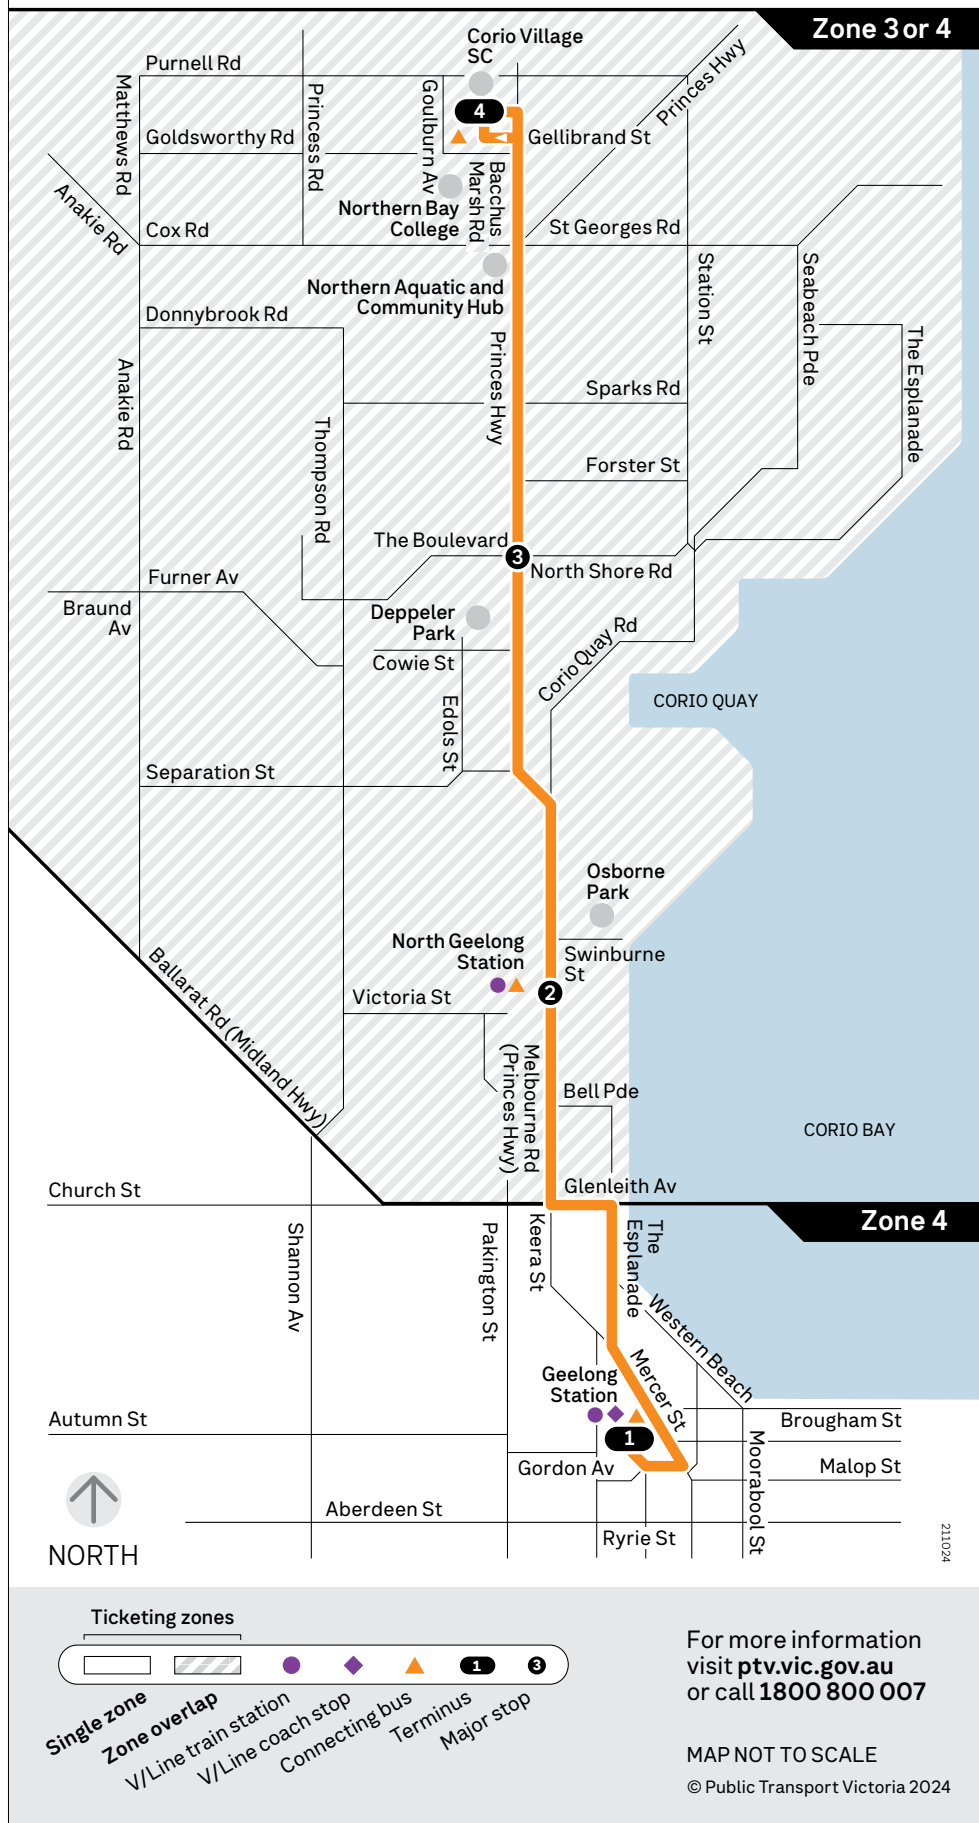 Zone 3 or 4
Corio Village
SC
Purnell Rd
Princes Hwy
Matthews Rd
Princess Rd
Goulburn Av
4
Goldsworthy Rd
Gellibrand St
Bacchus
Marsh Rd
Anakie Rd
Northern Bay
College
Cox Rd
St Georges Rd
Station St
Seabeach Pde
Northern Aquatic and
Community Hub
Donnybrook Rd
The Esplanade
Princes Hwy
Anakie Rd
Sparks Rd
Thompson Rd
Forster St
The Boulevard
3
North Shore Rd
Furner Av
Braund
Av
Deppeler
Park
Corio Quay Rd
Cowie St
CORIO QUAY
Edols St
Separation St
Osborne
Park
North Geelong
Station
Swinburne
St
2
Victoria St
Ballarat Rd (Midland Hwy)
Melbourne Rd
(Princes Hwy)
Bell Pde
CORIO BAY
Church St
Glenleith Av
Zone 4
Shannon Av
Pakington St
Keera St
The
Esplanade
Western Beach
Mercer St
Geelong
Station
1
Autumn St
Brougham St
Moorabool St
Gordon Av
Malop St
Aberdeen St
Ryrie St
NORTH
211024
Ticketing zones
1
3
Single zone
Zone overlap
V/Line train station
V/Line coach stop
Connecting bus
Terminus
Major stop
For more information
visit ptv.vic.gov.au
or call 1800 800 007
MAP NOT TO SCALE
© Public Transport Victoria 2024